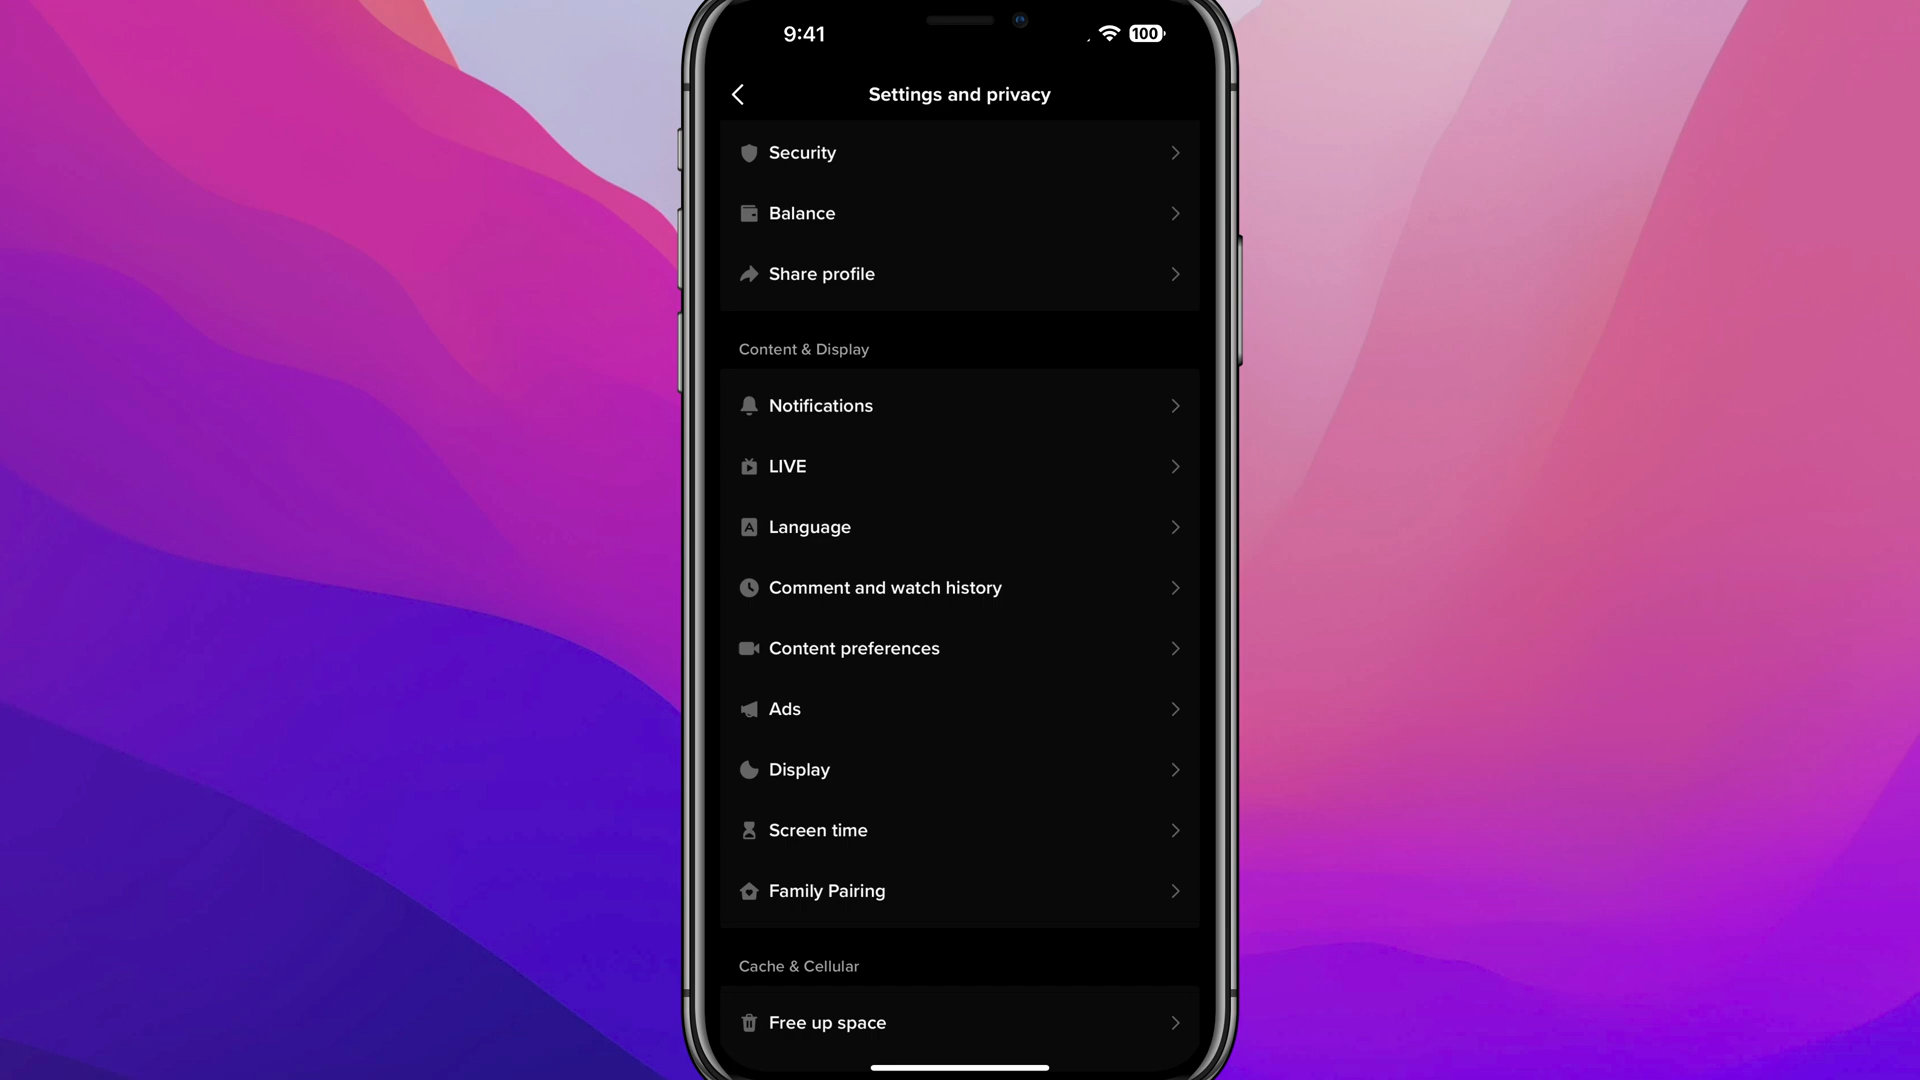 9:41
100
Settings and privacy
Security
Balance
Share profile
Content & Display
Notifications
LIVE
Language
Comment and watch history
Content preferences
Ads
Display
Screen time
Family Pairing
Cache & Cellular
Free up space